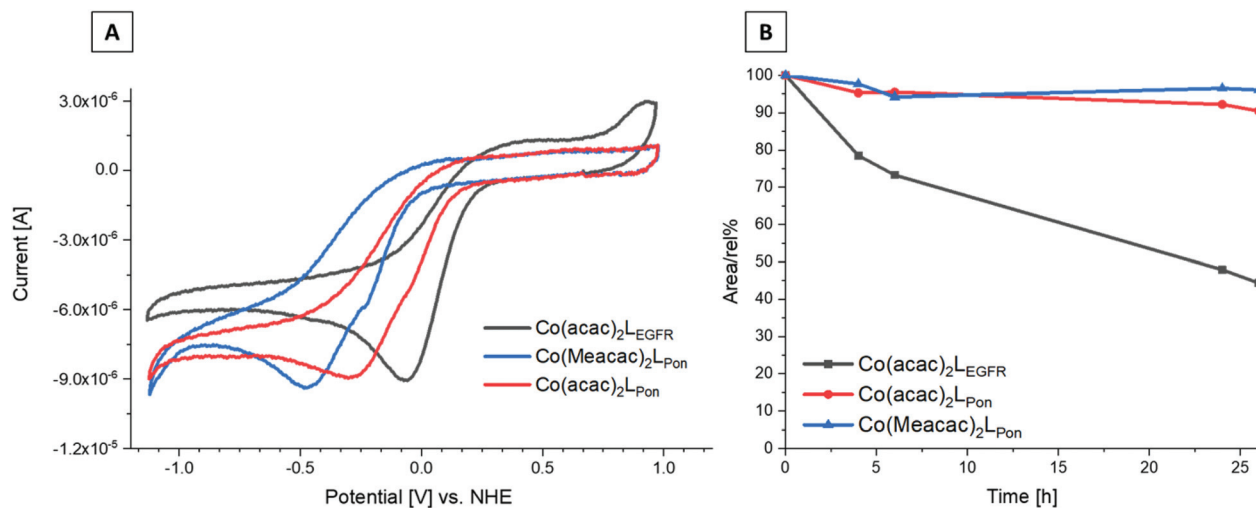 A
3.0x10⁻⁶
0.0
-3.0x10⁻⁶
-6.0x10⁻⁶
-9.0x10⁻⁶
-1.2x10⁻⁵
Current [A]
-1.0
-0.5
0.0
0.5
1.0
Potential [V] vs. NHE
Co(acac)₂L_EGFR
Co(Meacac)₂L_Pon
Co(acac)₂L_Pon
B
100
90
80
70
60
50
40
30
20
10
0
Area/rel%
0
5
10
15
20
25
Time [h]
Co(acac)₂L_EGFR
Co(acac)₂L_Pon
Co(Meacac)₂L_Pon